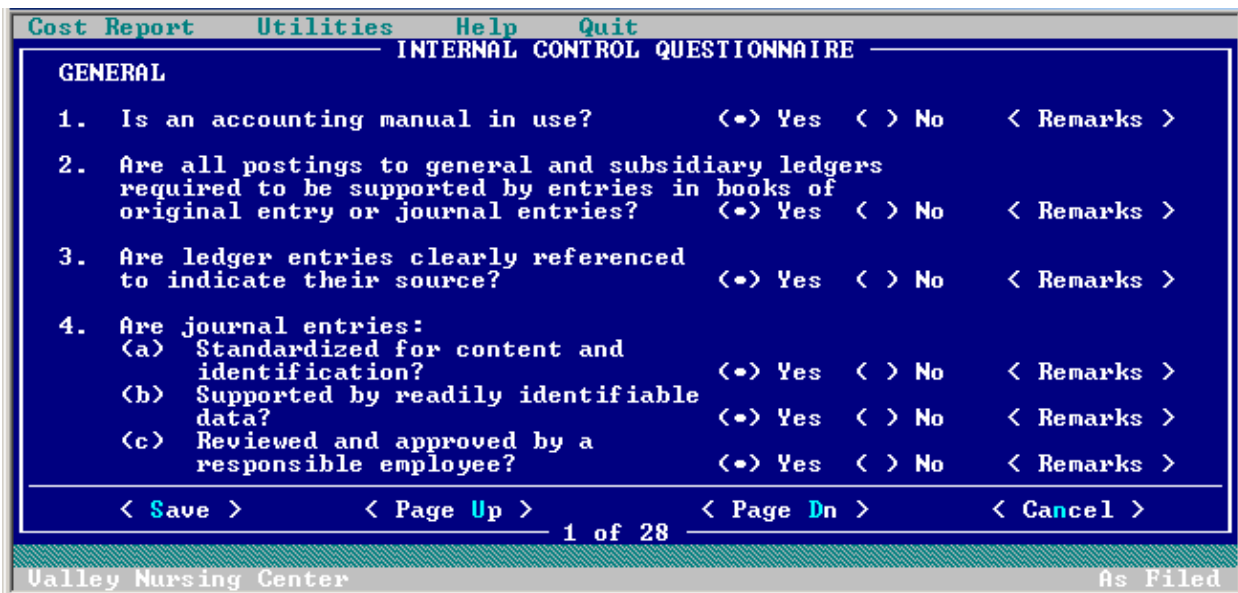 Cost Report Utilities Help Quit
INTERNAL CONTROL QUESTIONNAIRE
GENERAL
1. Is an accounting manual in use? (•) Yes ( ) No < Remarks >
2. Are all postings to general and subsidiary ledgers
required to be supported by entries in books of
original entry or journal entries? (•) Yes ( ) No < Remarks >
3. Are ledger entries clearly referenced
to indicate their source? (•) Yes ( ) No < Remarks >
4. Are journal entries:
(a) Standardized for content and
identification? (•) Yes ( ) No < Remarks >
(b) Supported by readily identifiable
data? (•) Yes ( ) No < Remarks >
(c) Reviewed and approved by a
responsible employee? (•) Yes ( ) No < Remarks >
< Save > < Page Up > < Page Dn > < Cancel >
1 of 28
Valley Nursing Center As Filed